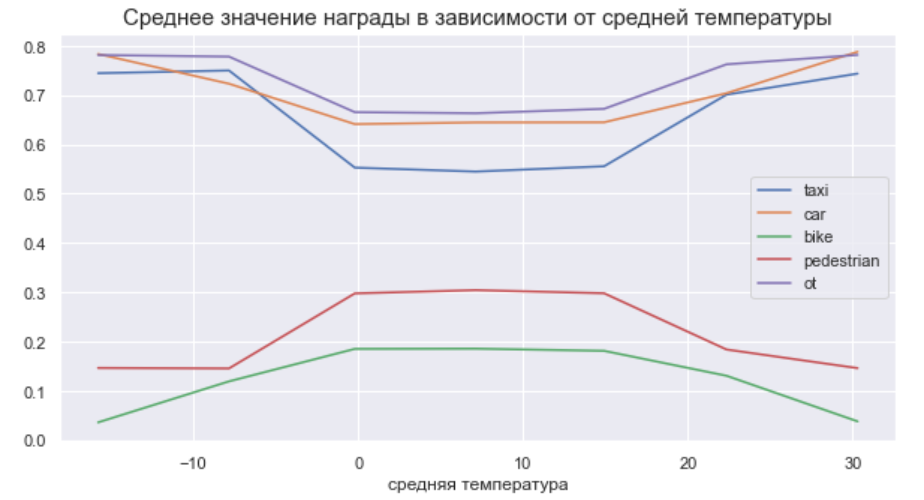 Среднее значение награды в зависимости от средней температуры
0.8
0.7
0.6
0.5
0.4
0.3
0.2
0.1
0.0
taxi
car
bike
pedestrian
ot
−10
0
10
20
30
средняя температура